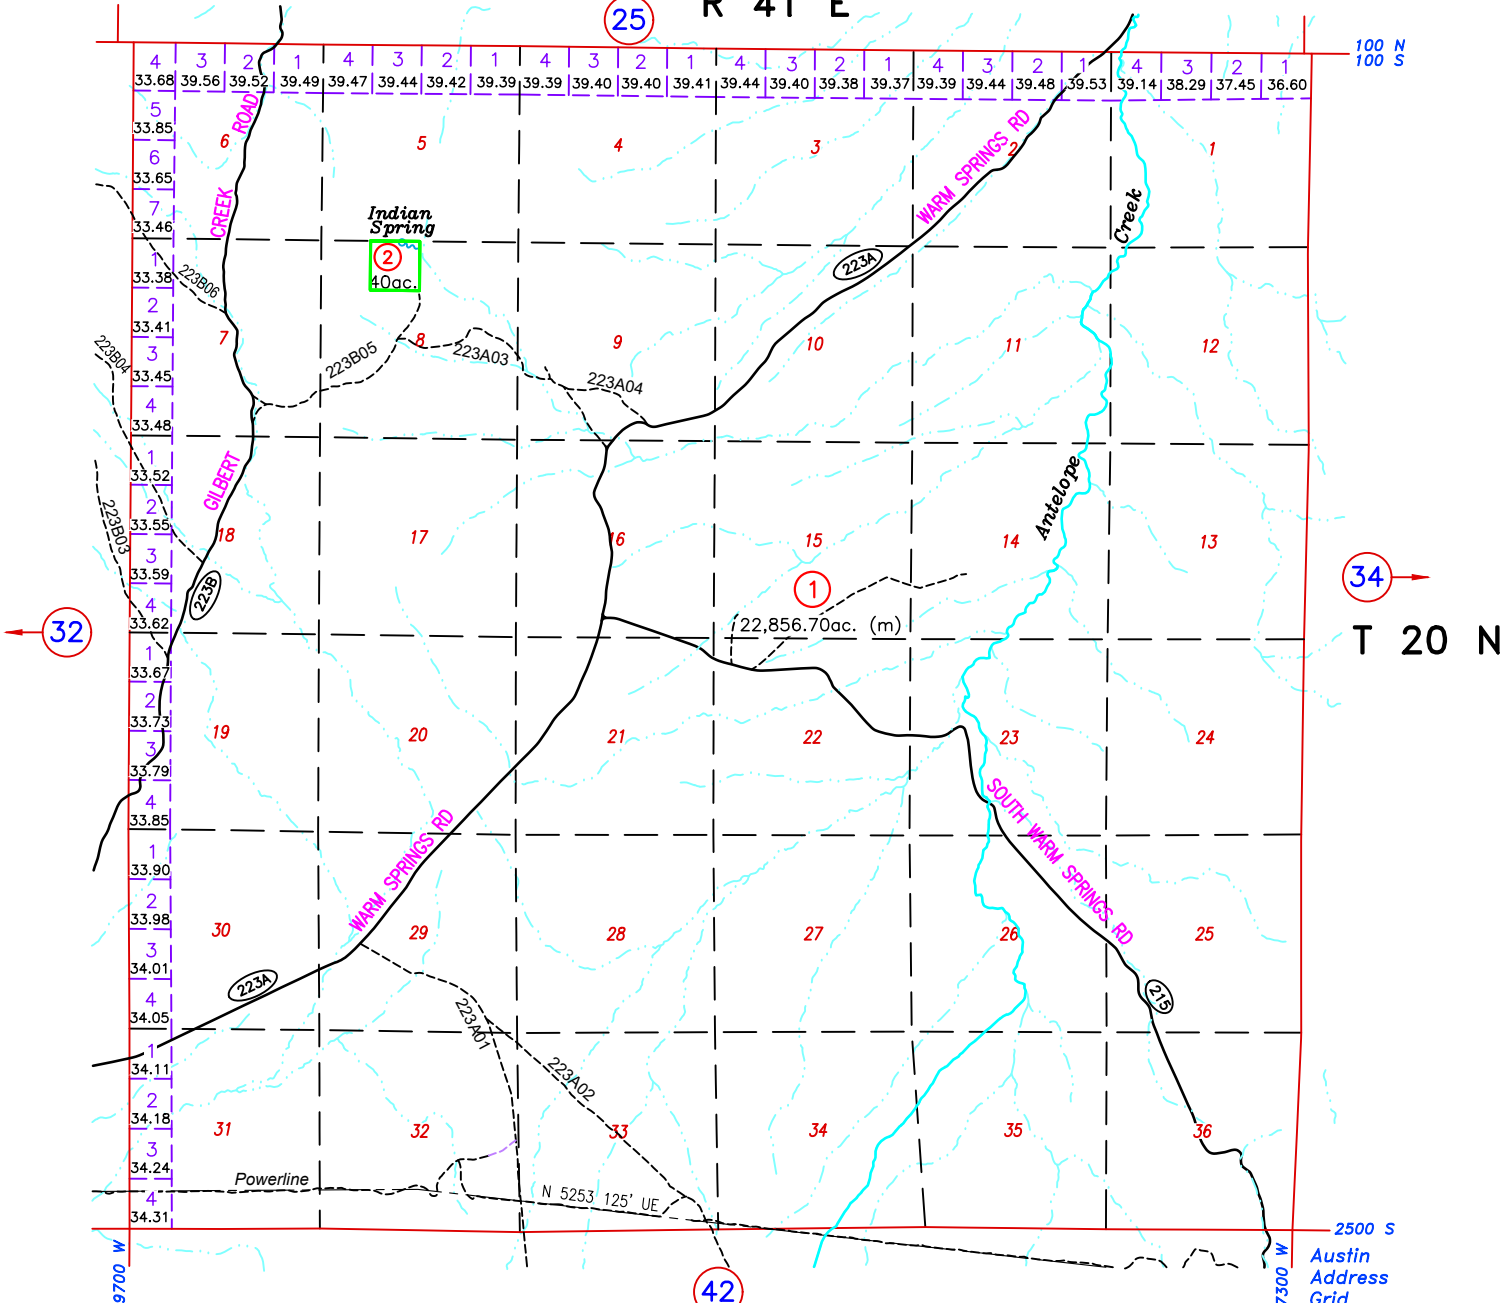 R 41 E
25
100 N
100 S
4 3 2 1 4 3 2 1 4 3 2 1 4 3 2 1 4 3 2 1 4 3 2 1
33.68 39.56 39.52 39.49 39.47 39.44 39.42 39.39 39.39 39.40 39.40 39.41 39.44 39.40 39.38 39.37 39.39 39.44 39.48 39.53 39.14 38.29 37.45 36.60
5
33.85
6
33.65
7
33.46
1
33.38
2
33.41
3
33.45
4
33.48
1
33.52
2
33.55
3
33.59
4
33.62
1
33.67
2
33.73
3
33.79
4
33.85
1
33.90
2
33.98
3
34.01
4
34.05
1
34.11
2
34.18
3
34.24
4
34.31
6 5 4 3 2 1
GILBERT CREEK ROAD
WARM SPRINGS RD
Antelope Creek
Indian
Spring
2
40ac.
223A
223B06
223B04
7 8 9 10 11 12
223B05
223A03
223A04
223B03
18 17 16 15 14 13
223B
1
22,856.70ac. (m)
34
32
T 20 N
19 20 21 22 23 24
SOUTH WARM SPRINGS RD
WARM SPRINGS RD
30 29 28 27 26 25
223A
215
223A01
223A02
31 32 33 34 35 36
Powerline
N 5253 125' UE
2500 S
9700 W
7300 W
Austin
Address
Grid
42